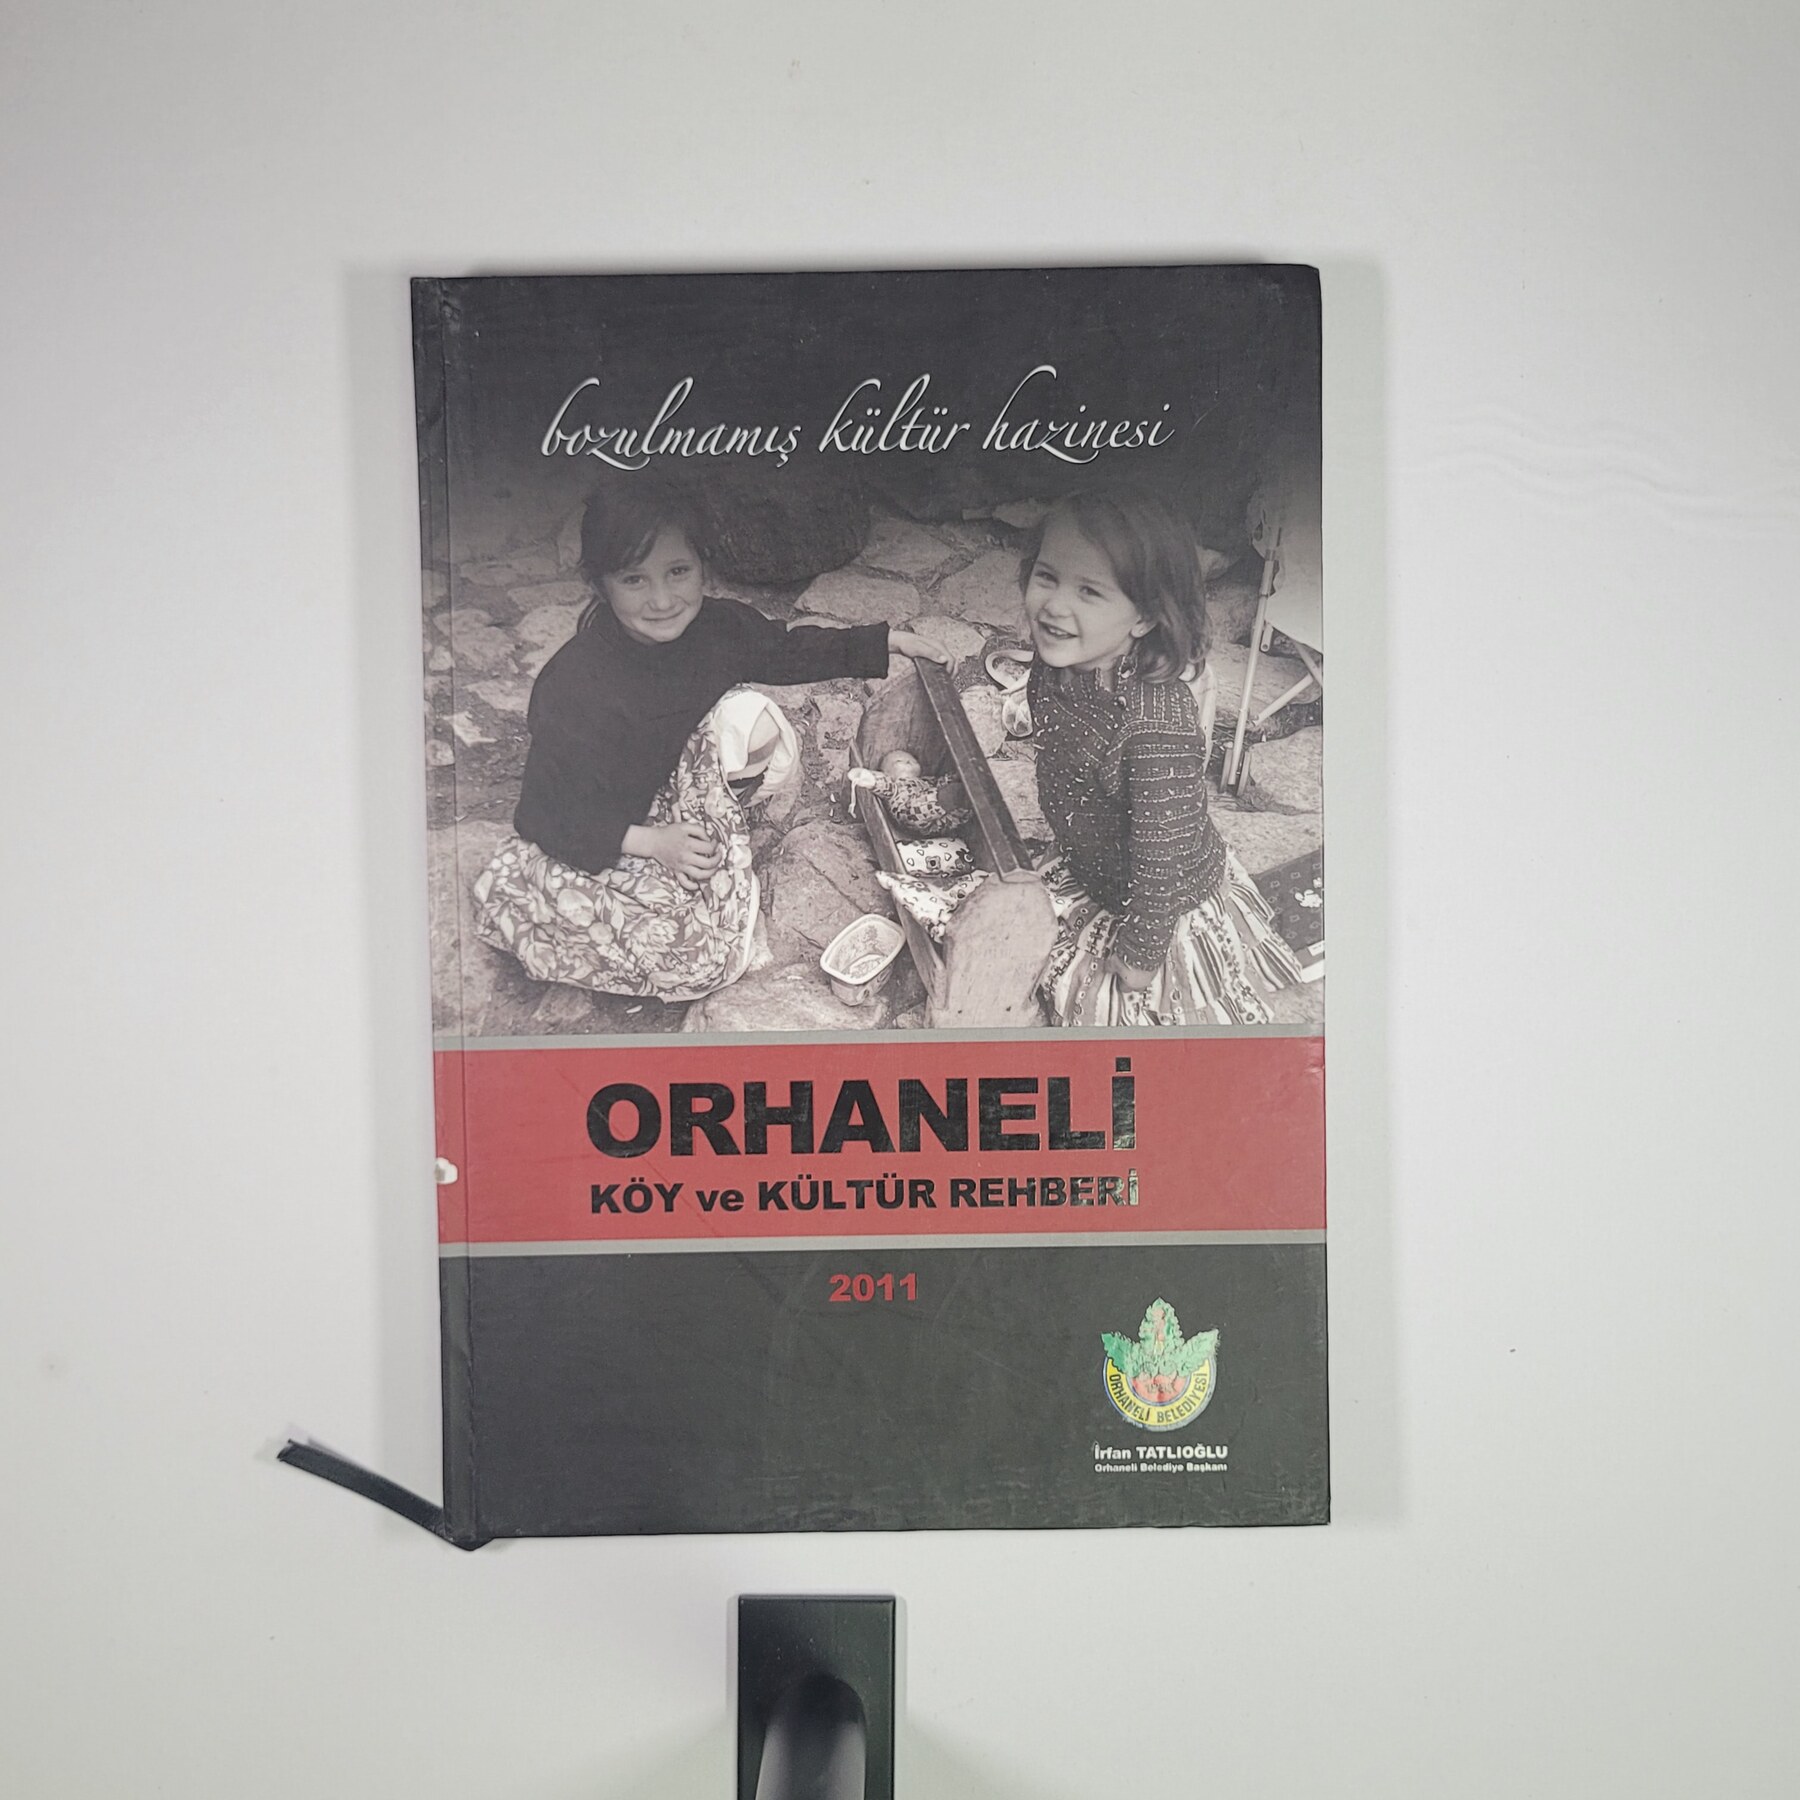 bozulmamış kültür hazinesi
ORHANELİ
KÖY ve KÜLTÜR REHBERİ
2011
ORHANELİ BELEDİYESİ
İrfan TATLIOĞLU
Orhaneli Belediye Başkanı